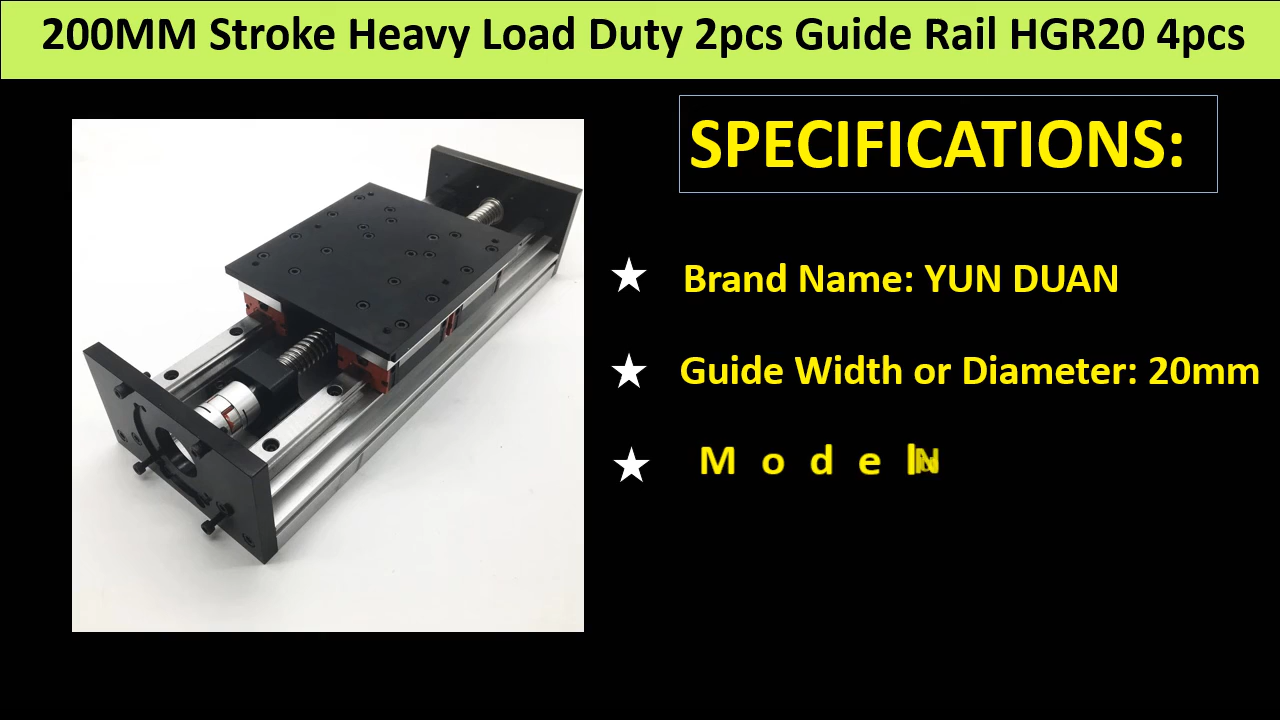 200MM Stroke Heavy Load Duty 2pcs Guide Rail HGR20 4pcs
SPECIFICATIONS:
Brand Name: YUN DUAN
Guide Width or Diameter: 20mm
Model